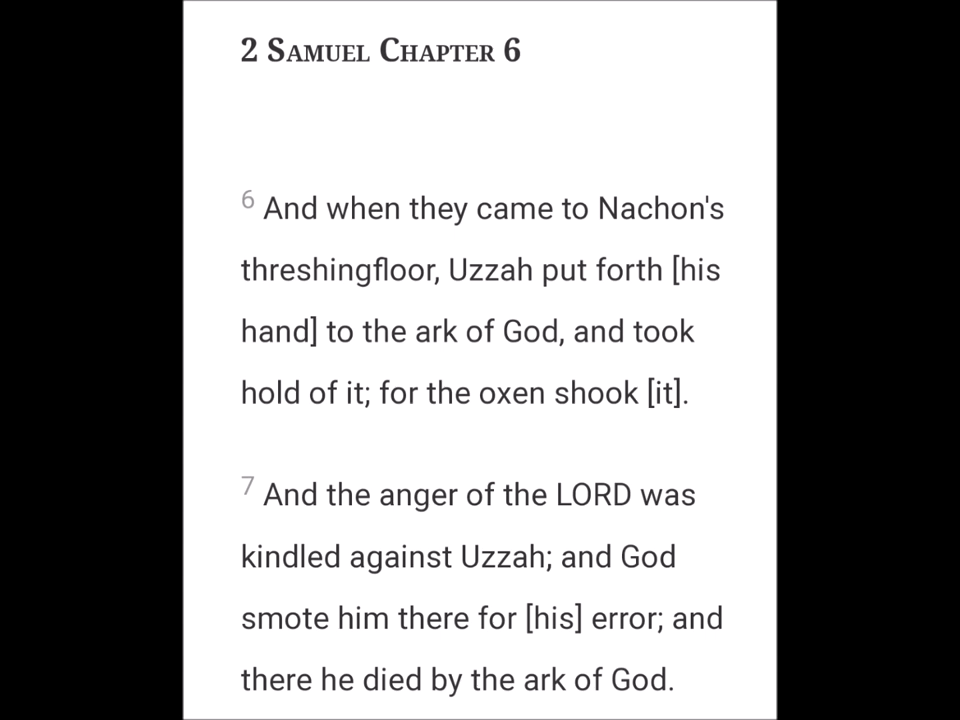 2 Samuel Chapter 6
6 And when they came to Nachon's
threshingfloor, Uzzah put forth [his
hand] to the ark of God, and took
hold of it; for the oxen shook [it].
7 And the anger of the LORD was
kindled against Uzzah; and God
smote him there for [his] error; and
there he died by the ark of God.